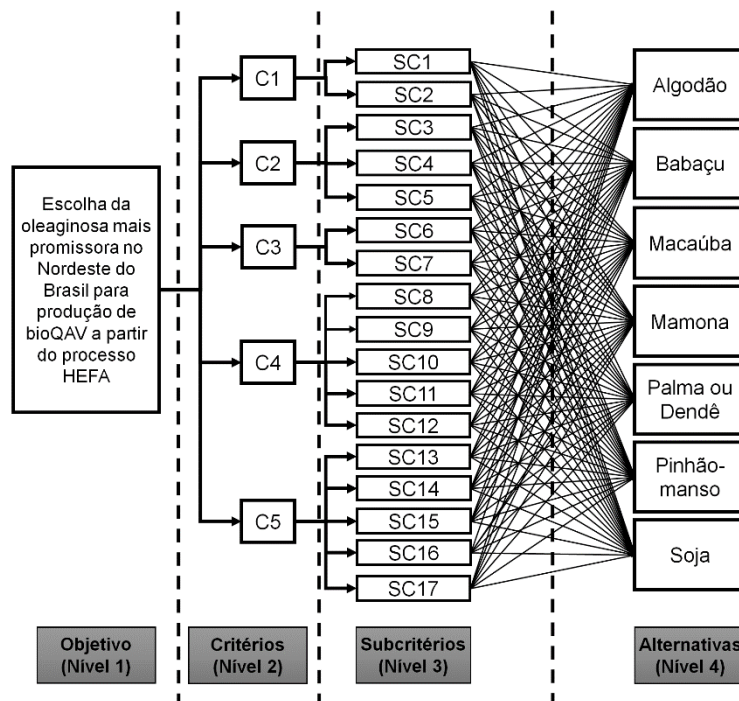 Escolha da
oleaginosa mais
promissora no
Nordeste do
Brasil para
produção de
bioQAV a partir
do processo
HEFA
C1
C2
C3
C4
C5
SC1
SC2
SC3
SC4
SC5
SC6
SC7
SC8
SC9
SC10
SC11
SC12
SC13
SC14
SC15
SC16
SC17
Algodão
Babaçu
Macaúba
Mamona
Palma ou
Dendê
Pinhão-
manso
Soja
Objetivo
(Nível 1)
Critérios
(Nível 2)
Subcritérios
(Nível 3)
Alternativas
(Nível 4)